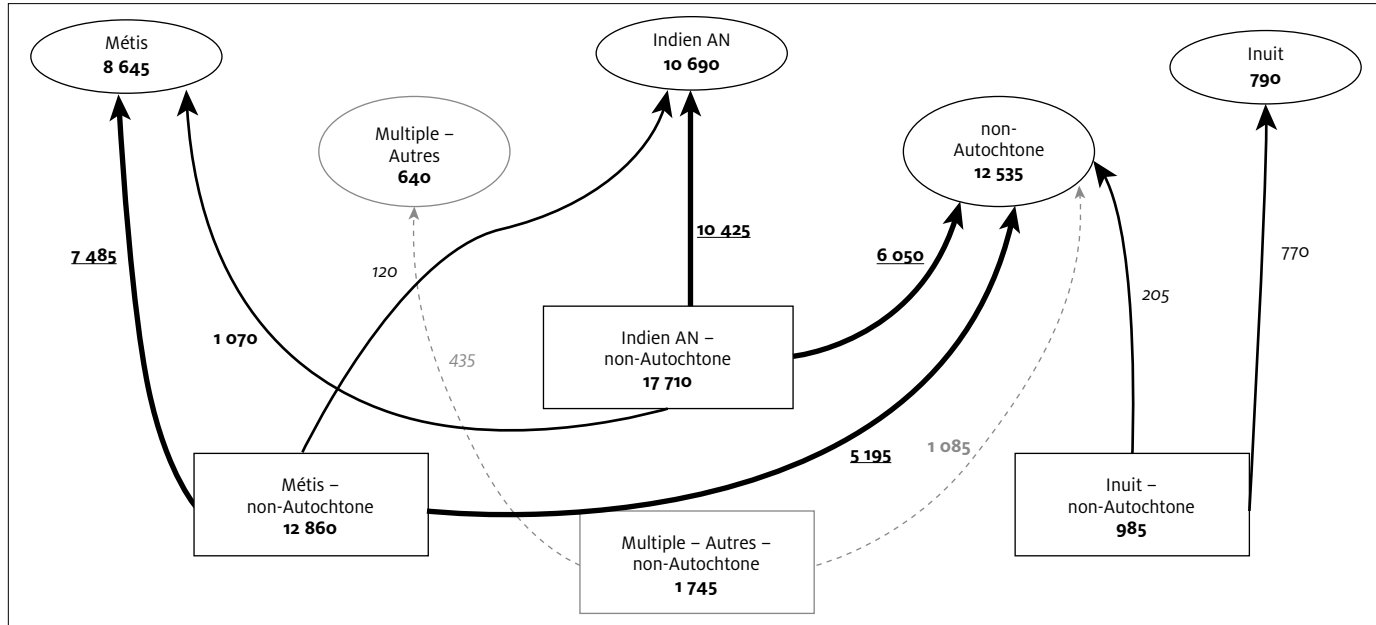 Métis
8 645
Indien AN
10 690
Inuit
790
Multiple –
Autres
640
non-
Autochtone
12 535
7 485
120
10 425
6 050
770
205
1 070
435
Indien AN –
non-Autochtone
17 710
5 195
1 085
Métis –
non-Autochtone
12 860
Inuit –
non-Autochtone
985
Multiple – Autres –
non-Autochtone
1 745